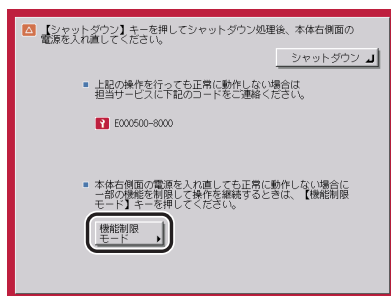 【シャットダウン】キーを押してシャットダウン処理後、本体右側面の
電源を入れ直してください。
シャットダウン
上記の操作を行っても正常に動作しない場合は
担当サービスに下記のコードをご連絡ください。
E000500-8000
本体右側面の電源を入れ直しても正常に動作しない場合に
一部の機能を制限して操作を継続するときは、【機能制限
モード】キーを押してください。
機能制限
モード